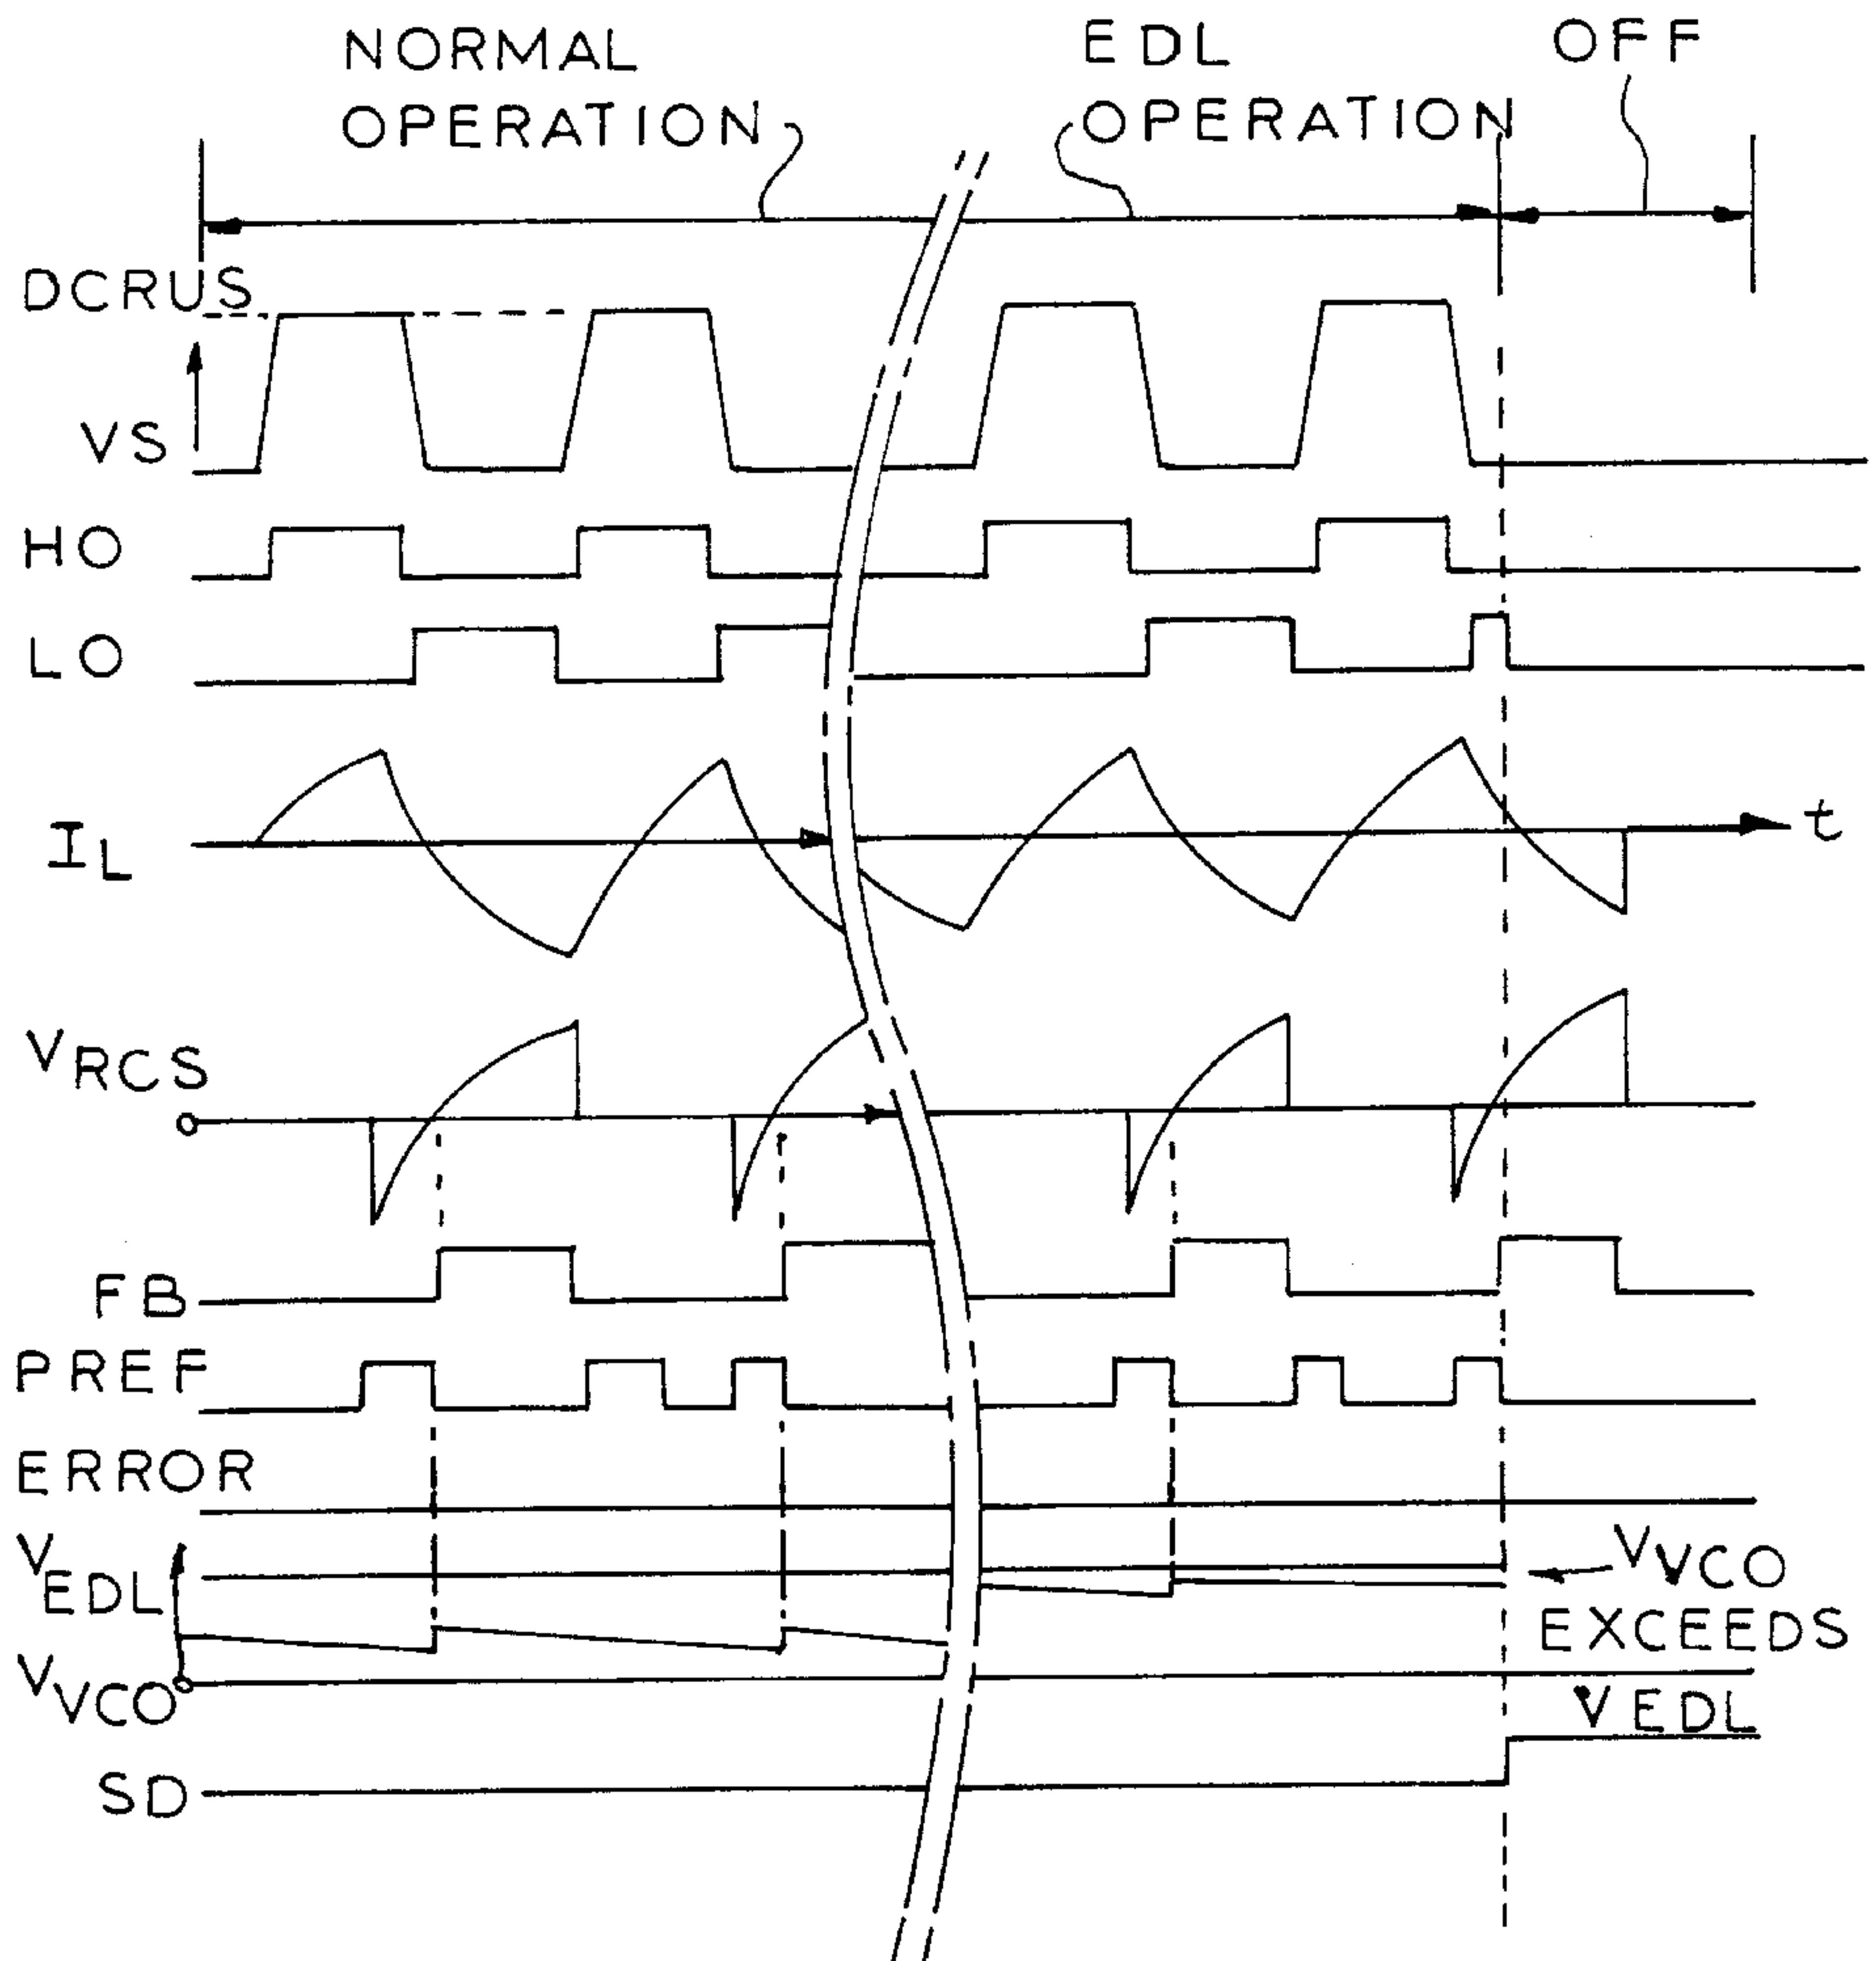 NORMAL
OPERATION
EDL
OPERATION
OFF
DCRUS
VS
HO
LO
IL
t
VRCS
FB
PREF
ERROR
VEDL
VVCO
EXCEEDS
VEDL
VVCO
SD